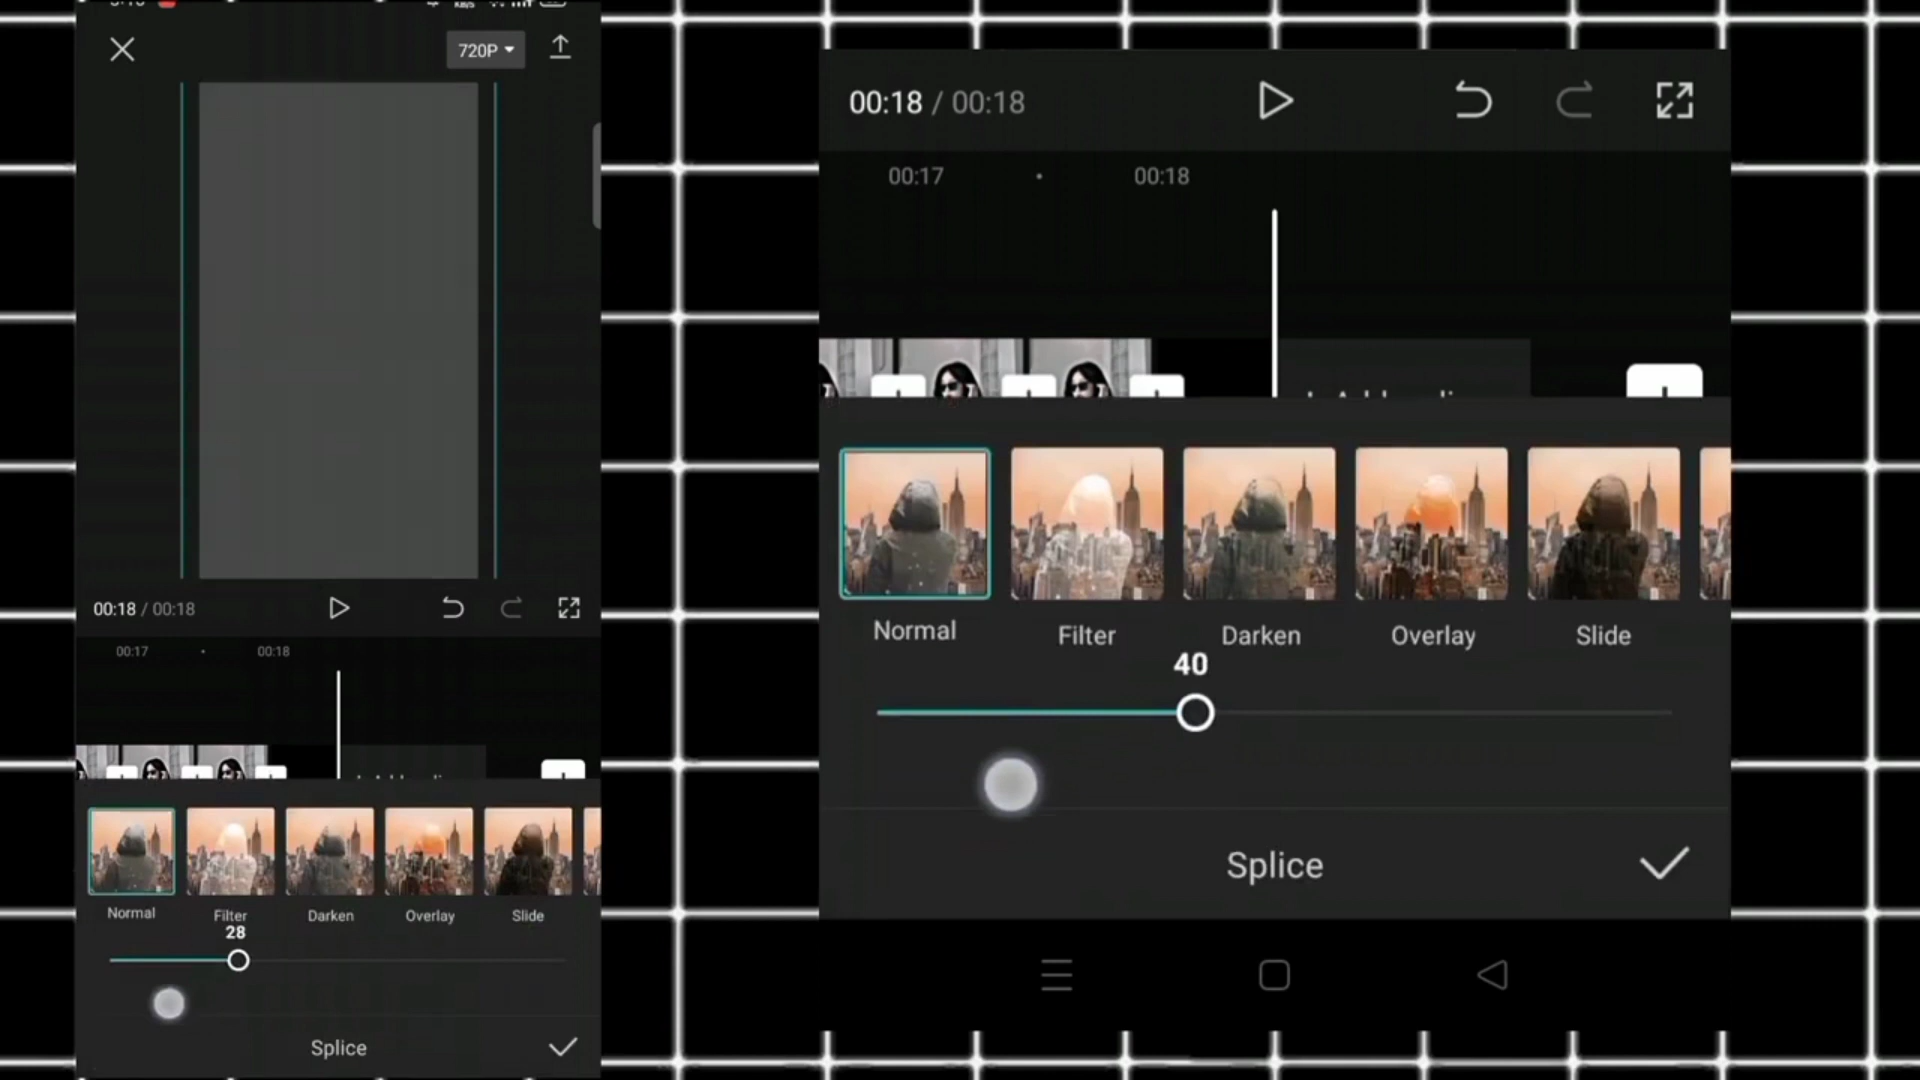 720P
00:18 / 00:18
00:17
00:18
Normal
Filter
Darken
Overlay
Slide
28
Splice
00:18 / 00:18
00:17
00:18
Normal
Filter
Darken
Overlay
Slide
40
Splice